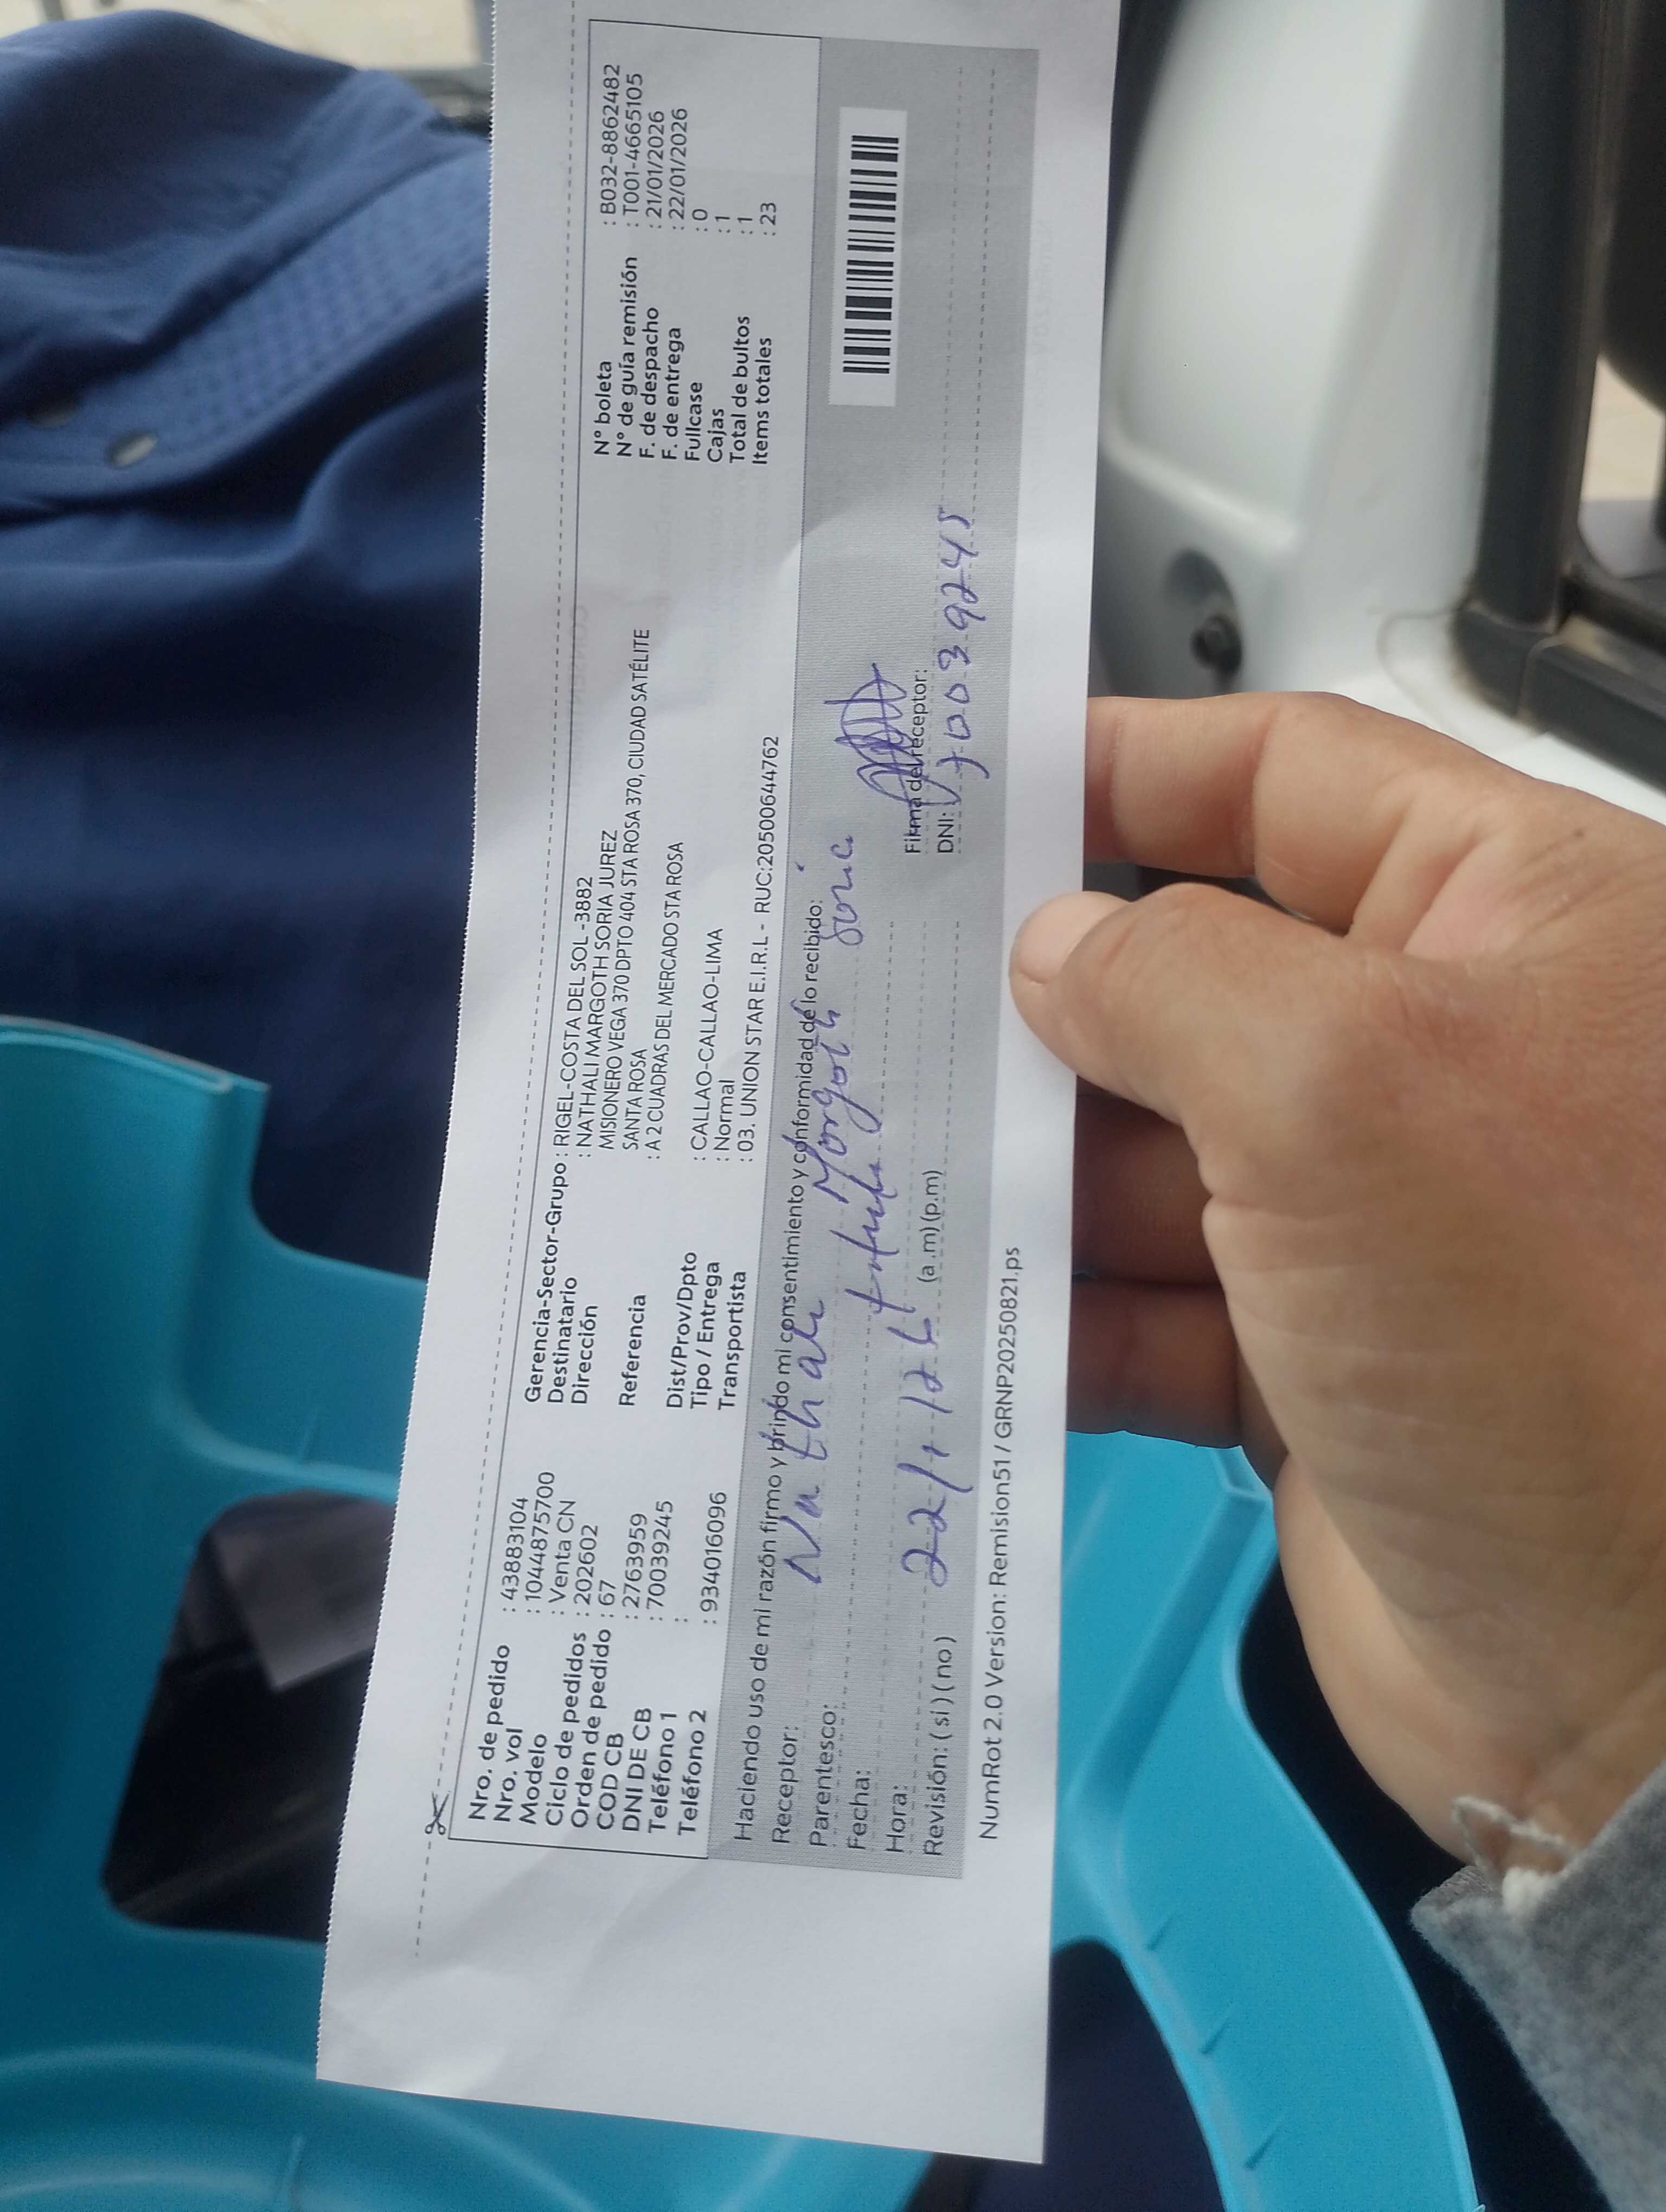 Nro. de pedido : 43883104
Nro. vol : 1044875700
Modelo : Venta CN
Ciclo de pedidos : 202602
Orden de pedido : 67
COD CB : 2763959
DNI DE CB : 70039245
Teléfono 1 :
Teléfono 2 : 934016096
Gerencia-Sector-Grupo : RIGEL-COSTA DEL SOL -3882
Destinatario : NATHALI MARGOTH SORIA JUREZ
Dirección MISIONERO VEGA 370 DPTO 404 STA ROSA 370, CIUDAD SATÉLITE
SANTA ROSA
Referencia : A 2 CUADRAS DEL MERCADO STA ROSA
Dist/Prov/Dpto : CALLAO-CALLAO-LIMA
Tipo / Entrega : Normal
Transportista : 03. UNION STAR E.I.R.L - RUC:20500644762
N° boleta : B032-8862482
N° de guía remisión : T001-4665105
F. de despacho : 21/01/2026
F. de entrega : 22/01/2026
Fullcase : 0
Cajas : 1
Total de bultos : 1
Items totales : 23
Haciendo uso de mi razón firmo y brindo mi consentimiento y conformidad de lo recibido:
Receptor: Nathali Margoth Soria
Parentesco:
Fecha: 22/1/26
Hora: (a.m) (p.m)
Revisión: ( si ) ( no )
Firma del receptor:
DNI: 70039245
NumRot 2.0 Version: Remision51 / GRNP20250821.ps